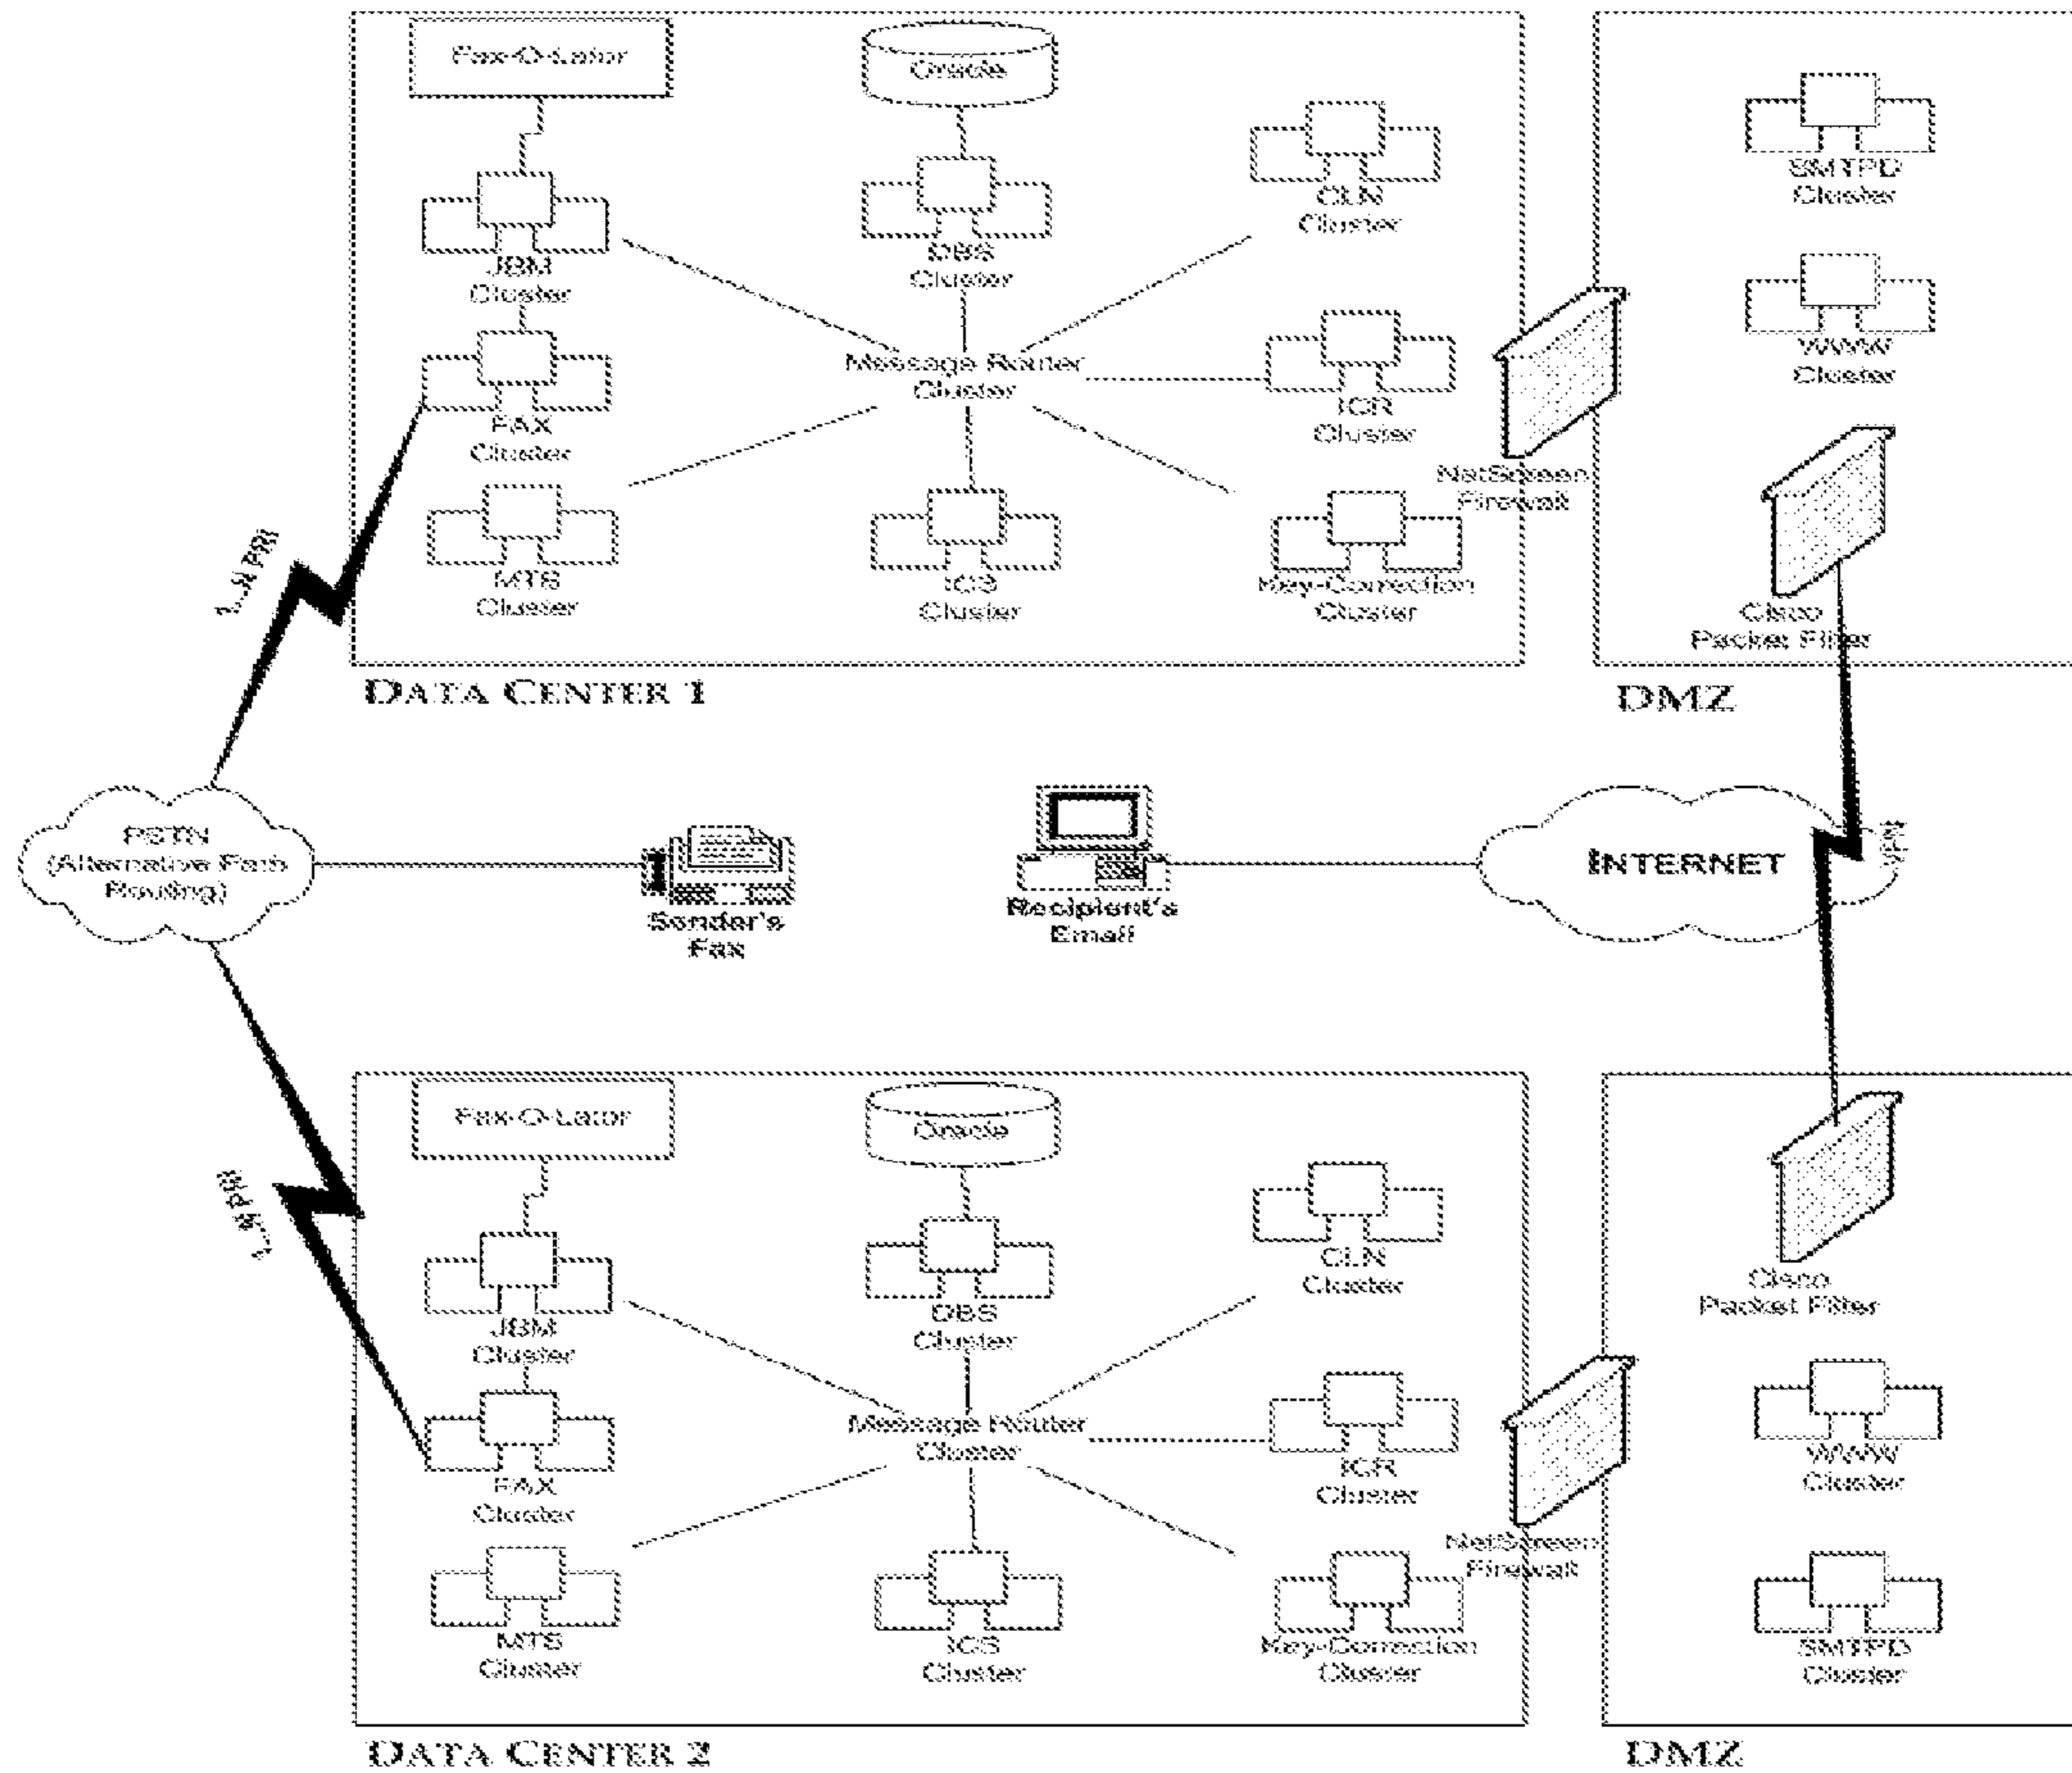 Fax-O-Lator
Oracle
SMTPD
Cluster
CLN
Cluster
DBS
Cluster
JBM
Cluster
WWW
Cluster
Message Router
Cluster
ICR
Cluster
FAX
Cluster
NetScreen
Firewall
1..N PRI
MTS
Cluster
ICS
Cluster
Key-Correction
Cluster
Cisco
Packet Filter
DATA CENTER 1
DMZ
PSTN
(Alternative Path
Routing)
Sender's
Fax
Recipient's
Email
INTERNET
VPN
Fax-O-Lator
Oracle
1..N PRI
CLN
Cluster
Cisco
Packet Filter
DBS
Cluster
JBM
Cluster
Message Router
Cluster
ICR
Cluster
WWW
Cluster
FAX
Cluster
NetScreen
Firewall
MTS
Cluster
ICS
Cluster
Key-Correction
Cluster
SMTPD
Cluster
DATA CENTER 2
DMZ